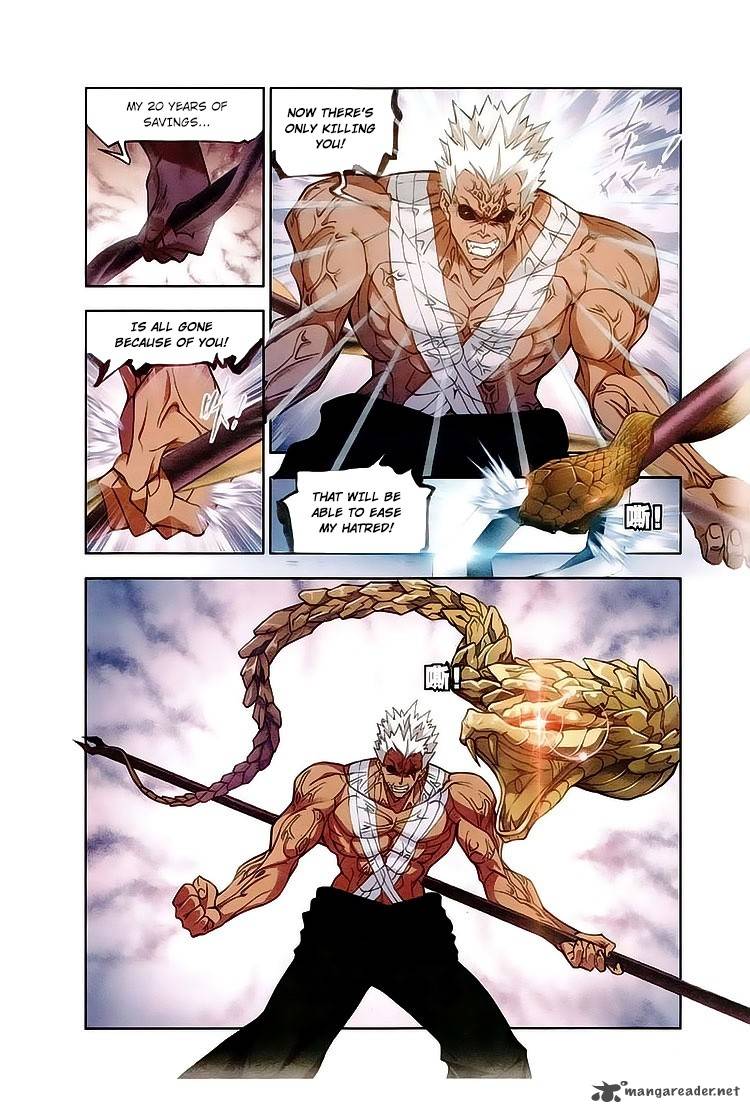 MY 20 YEARS OF
SAVINGS...
IS ALL GONE
BECAUSE OF YOU!
NOW THERE'S
ONLY KILLING
YOU!
THAT WILL BE
ABLE TO EASE
MY HATRED!
嘶!
嘶!
mangareader.net